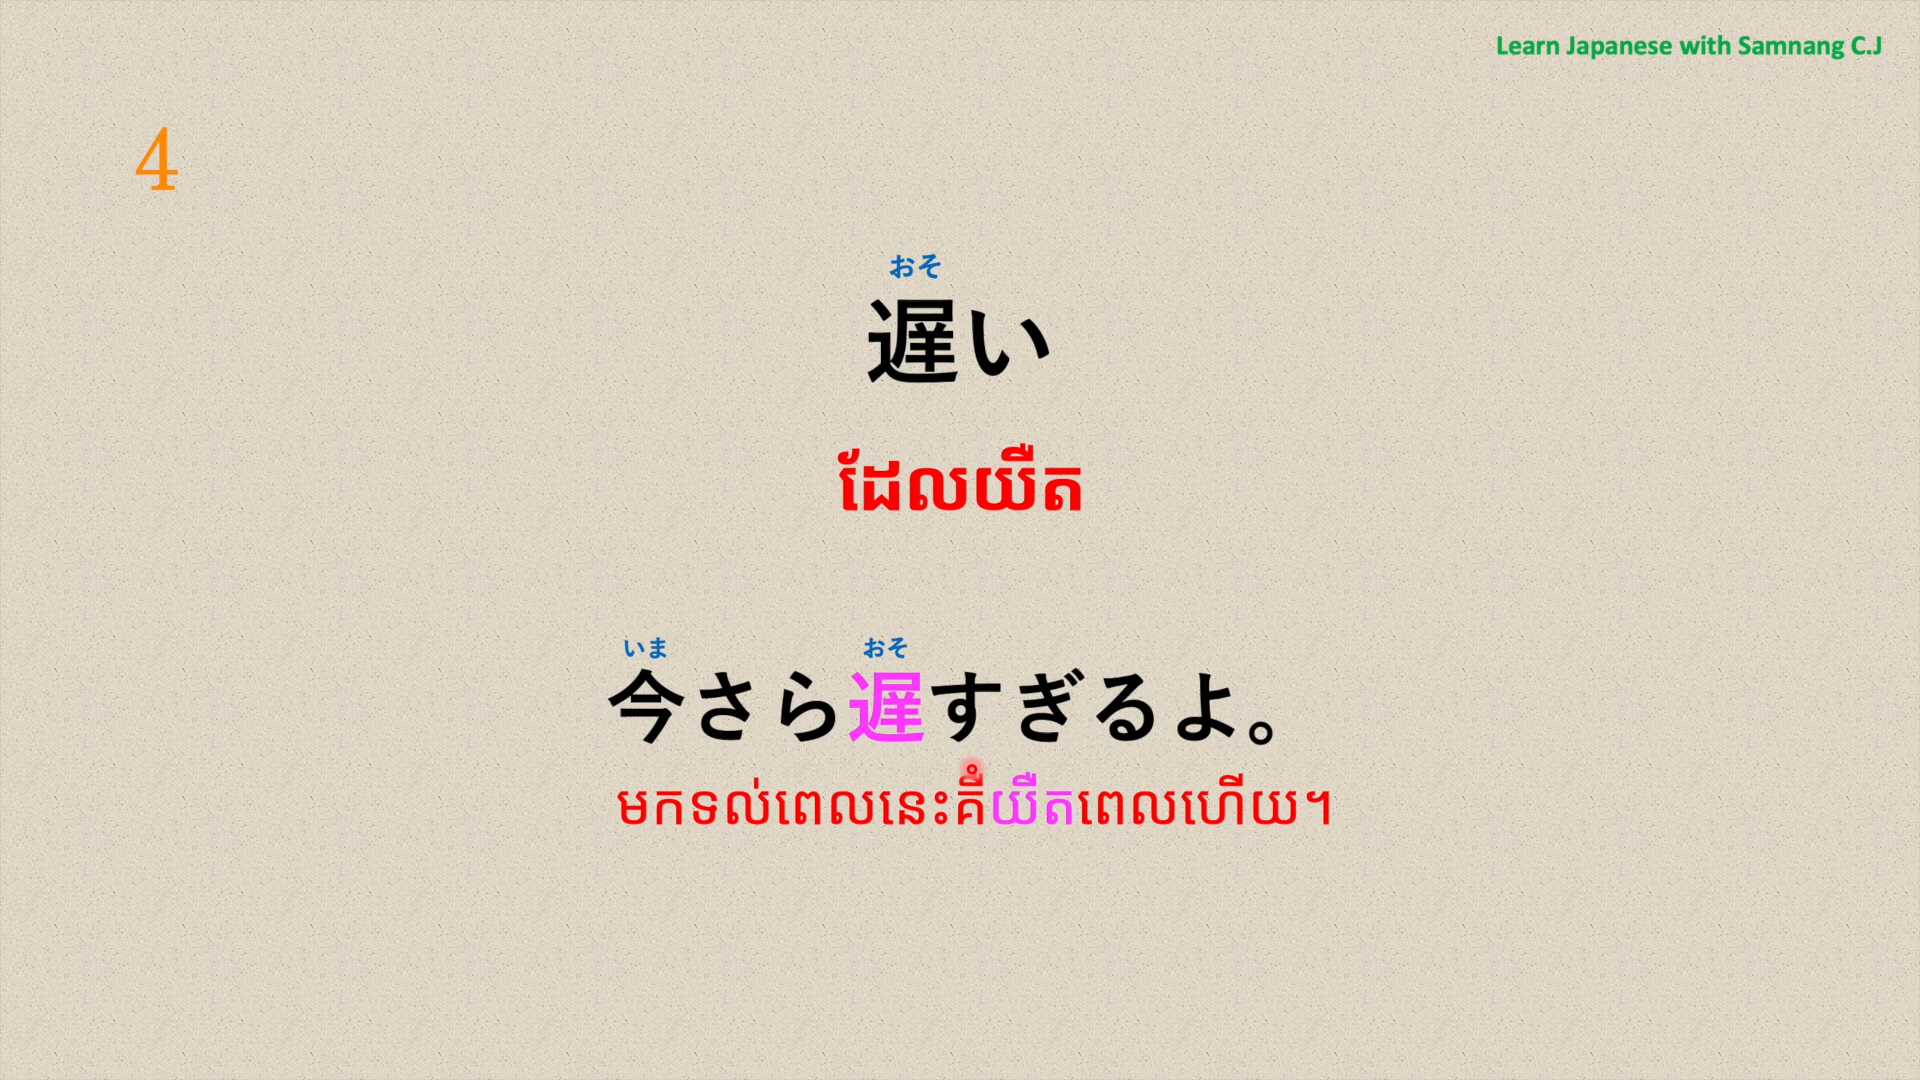 Learn Japanese with Samnang C.J
4
おそ
遅い
ដែលយឺត
いま おそ
今さら遅すぎるよ。
មកទល់ពេលនេះគឺយឺតពេលហើយ។